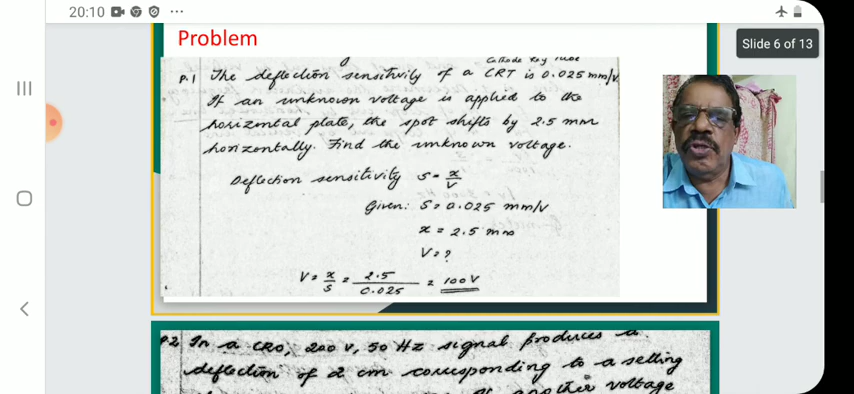 20:10
Problem
Slide 6 of 13
Cathode Ray Tube
P.1 The deflection sensitivity of a CRT is 0.025 mm/V.
If an unknown voltage is applied to the
horizontal plate, the spot shifts by 2.5 mm
horizontally. Find the unknown voltage.
Deflection sensitivity S = x/V
Given: S = 0.025 mm/V
x = 2.5 mm
V = ?
V = x/S = 2.5/0.025 = 100 V
P.2 In a CRO, 200 V, 50 Hz signal produces a
deflection of 2 cm corresponding to a setting
another voltage